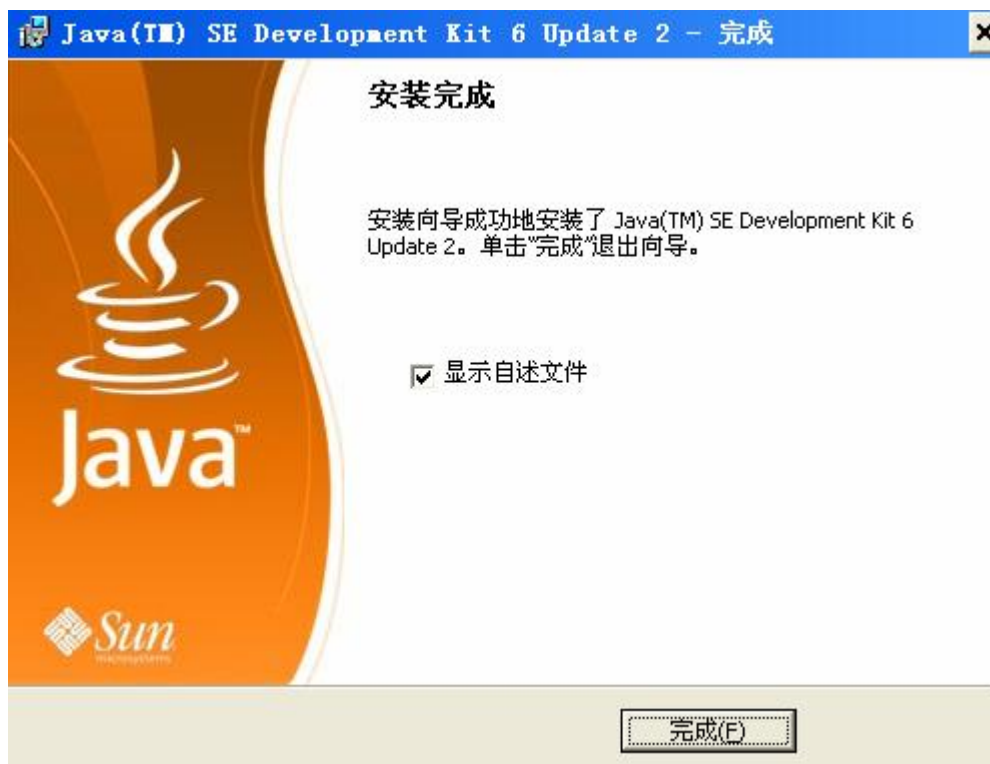 Java(TM) SE Development Kit 6 Update 2 - 完成
安装完成
安装向导成功地安装了 Java(TM) SE Development Kit 6
Update 2。单击"完成"退出向导。
显示自述文件
Java™
Sun
microsystems
完成(F)